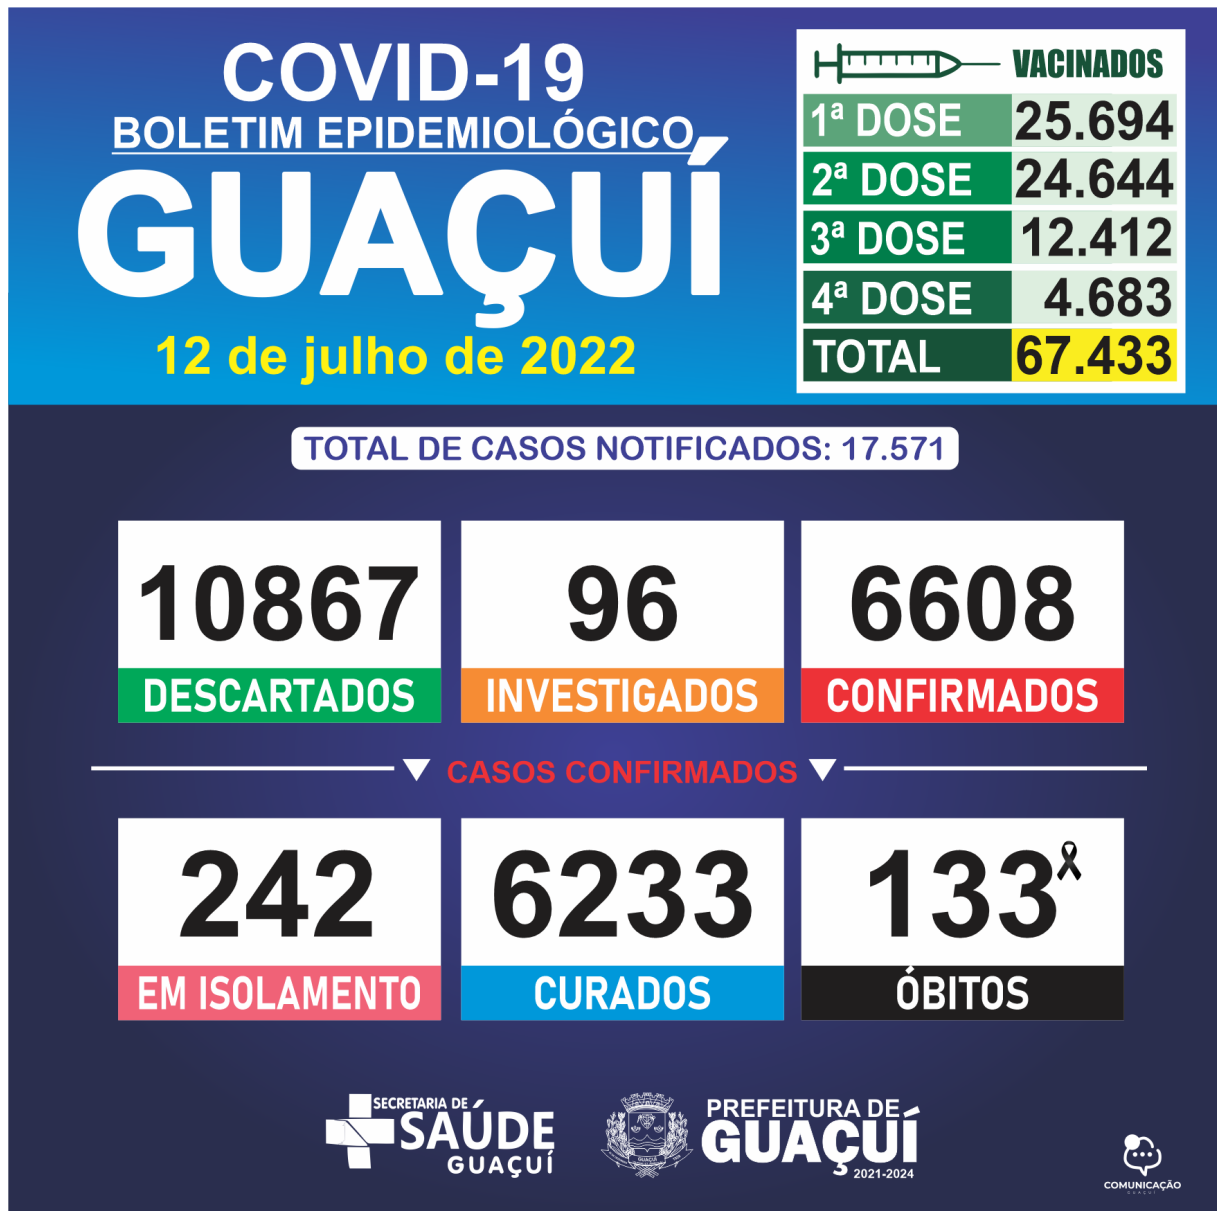 COVID-19
BOLETIM EPIDEMIOLÓGICO
GUAÇUÍ
12 de julho de 2022
VACINADOS
1ª DOSE 25.694
2ª DOSE 24.644
3ª DOSE 12.412
4ª DOSE 4.683
TOTAL 67.433
TOTAL DE CASOS NOTIFICADOS: 17.571
10867
DESCARTADOS
96
INVESTIGADOS
6608
CONFIRMADOS
CASOS CONFIRMADOS
242
EM ISOLAMENTO
6233
CURADOS
133
ÓBITOS
SECRETARIA DE
SAÚDE
GUAÇUÍ
GUAÇUÍ
PREFEITURA DE
GUAÇUÍ
2021-2024
COMUNICAÇÃO
GUAÇUÍ